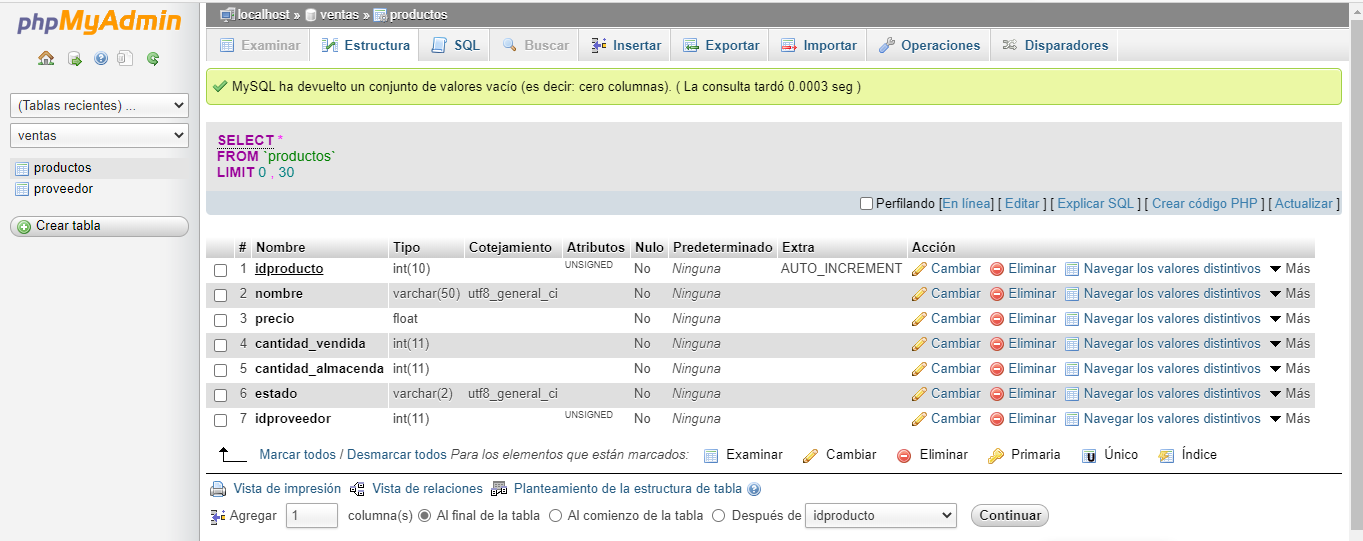 phpMyAdmin
(Tablas recientes) ...
ventas
productos
proveedor
Crear tabla
localhost » ventas » productos
Examinar Estructura SQL Buscar Insertar Exportar Importar Operaciones Disparadores
MySQL ha devuelto un conjunto de valores vacío (es decir: cero columnas). ( La consulta tardó 0.0003 seg )
SELECT *
FROM `productos`
LIMIT 0 , 30
Perfilando [En línea] [ Editar ] [ Explicar SQL ] [ Crear código PHP ] [ Actualizar ]
# Nombre Tipo Cotejamiento Atributos Nulo Predeterminado Extra Acción
1 idproducto int(10) UNSIGNED No Ninguna AUTO_INCREMENT Cambiar Eliminar Navegar los valores distintivos Más
2 nombre varchar(50) utf8_general_ci No Ninguna Cambiar Eliminar Navegar los valores distintivos Más
3 precio float No Ninguna Cambiar Eliminar Navegar los valores distintivos Más
4 cantidad_vendida int(11) No Ninguna Cambiar Eliminar Navegar los valores distintivos Más
5 cantidad_almacenda int(11) No Ninguna Cambiar Eliminar Navegar los valores distintivos Más
6 estado varchar(2) utf8_general_ci No Ninguna Cambiar Eliminar Navegar los valores distintivos Más
7 idproveedor int(11) UNSIGNED No Ninguna Cambiar Eliminar Navegar los valores distintivos Más
Marcar todos / Desmarcar todos Para los elementos que están marcados: Examinar Cambiar Eliminar Primaria Único Índice
Vista de impresión Vista de relaciones Planteamiento de la estructura de tabla
Agregar 1 columna(s) Al final de la tabla Al comienzo de la tabla Después de idproducto Continuar